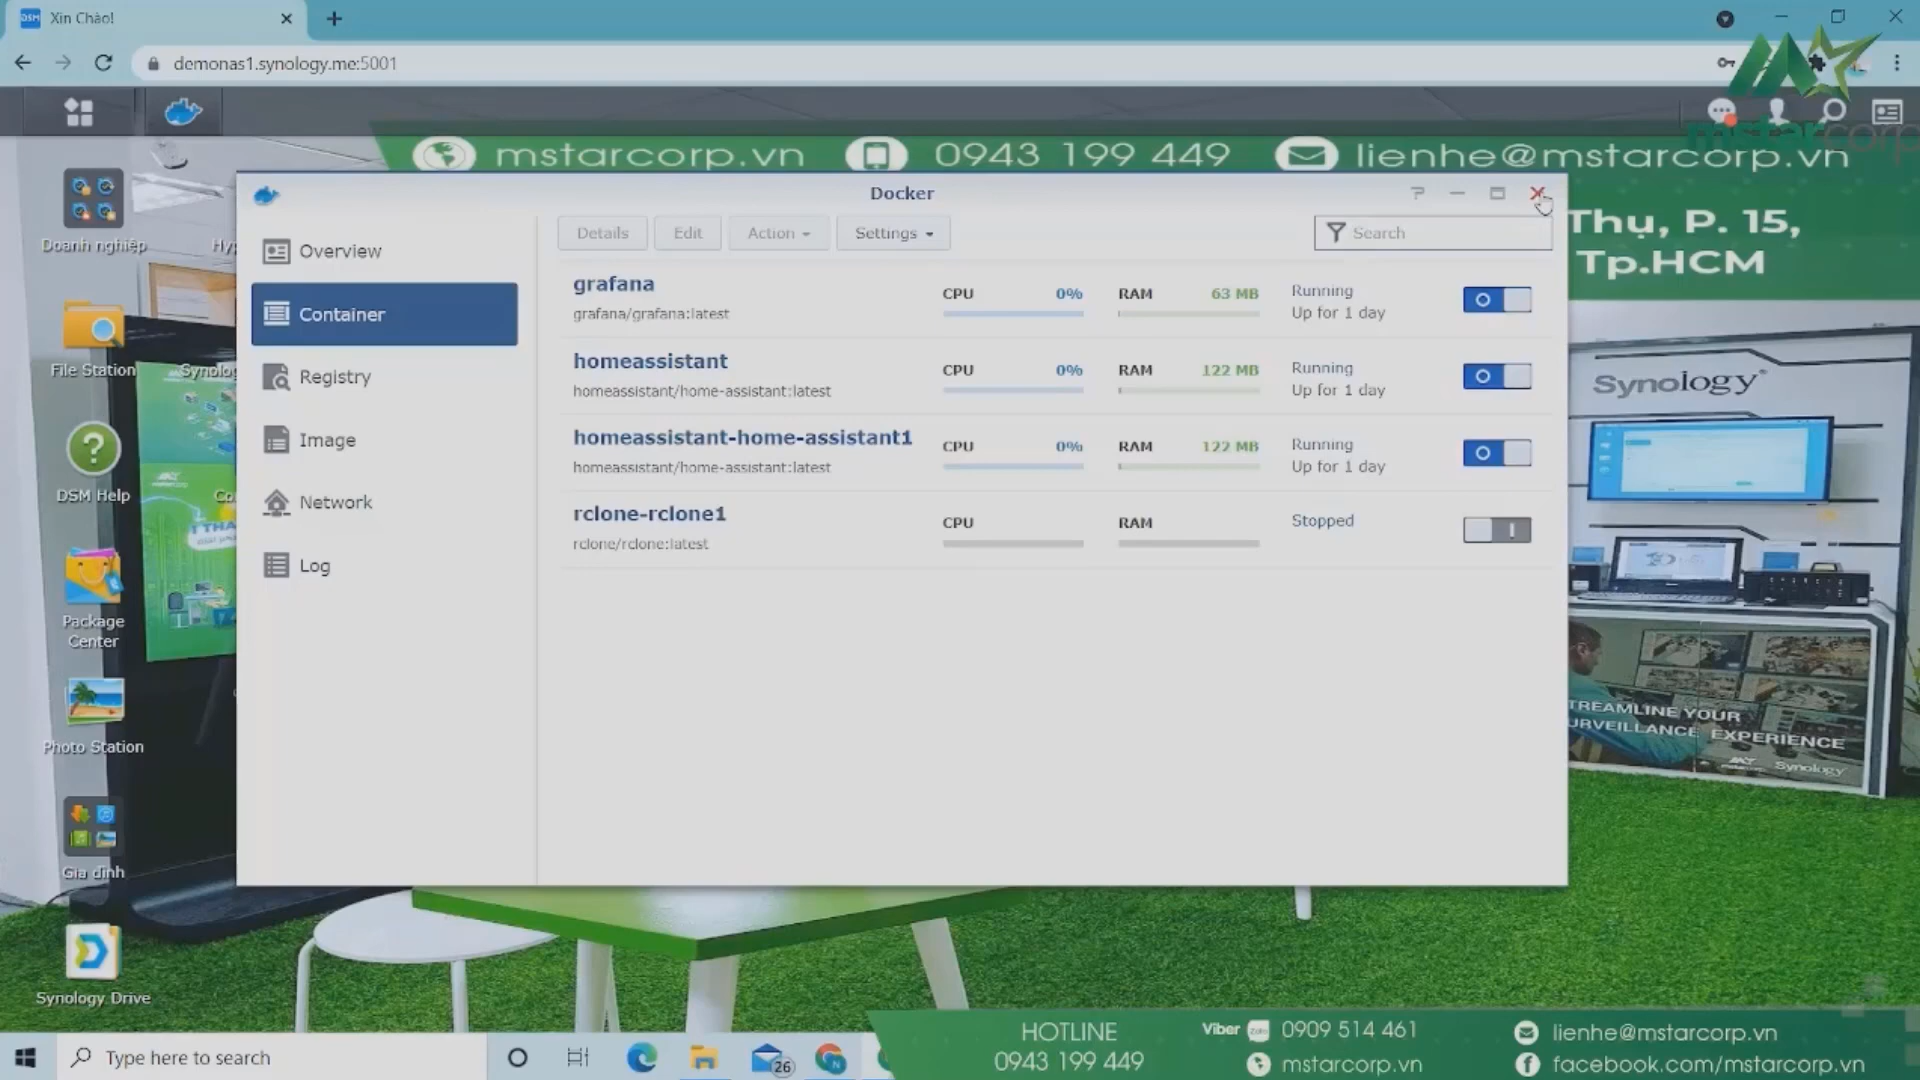 Xin Chào!
demonas1.synology.me:5001
mstarcorp
mstarcorp.vn 0943 199 449 lienhe@mstarcorp.vn
Thụ, P. 15,
Tp.HCM
Docker
Details Edit Action Settings Search
Overview
Container
Registry
Image
Network
Log
grafana
grafana/grafana:latest
CPU 0% RAM 63 MB
Running
Up for 1 day
homeassistant
homeassistant/home-assistant:latest
CPU 0% RAM 122 MB
Running
Up for 1 day
homeassistant-home-assistant1
homeassistant/home-assistant:latest
CPU 0% RAM 122 MB
Running
Up for 1 day
rclone-rclone1
rclone/rclone:latest
CPU RAM
Stopped
Doanh nghiệp
File Station
DSM Help
Package
Center
Photo Station
Gia đình
Synology Drive
Synology
STREAMLINE YOUR
SURVEILLANCE EXPERIENCE
Synology
Type here to search
26
HOTLINE
0943 199 449
Viber Zalo 0909 514 461
mstarcorp.vn
lienhe@mstarcorp.vn
facebook.com/mstarcorp.vn